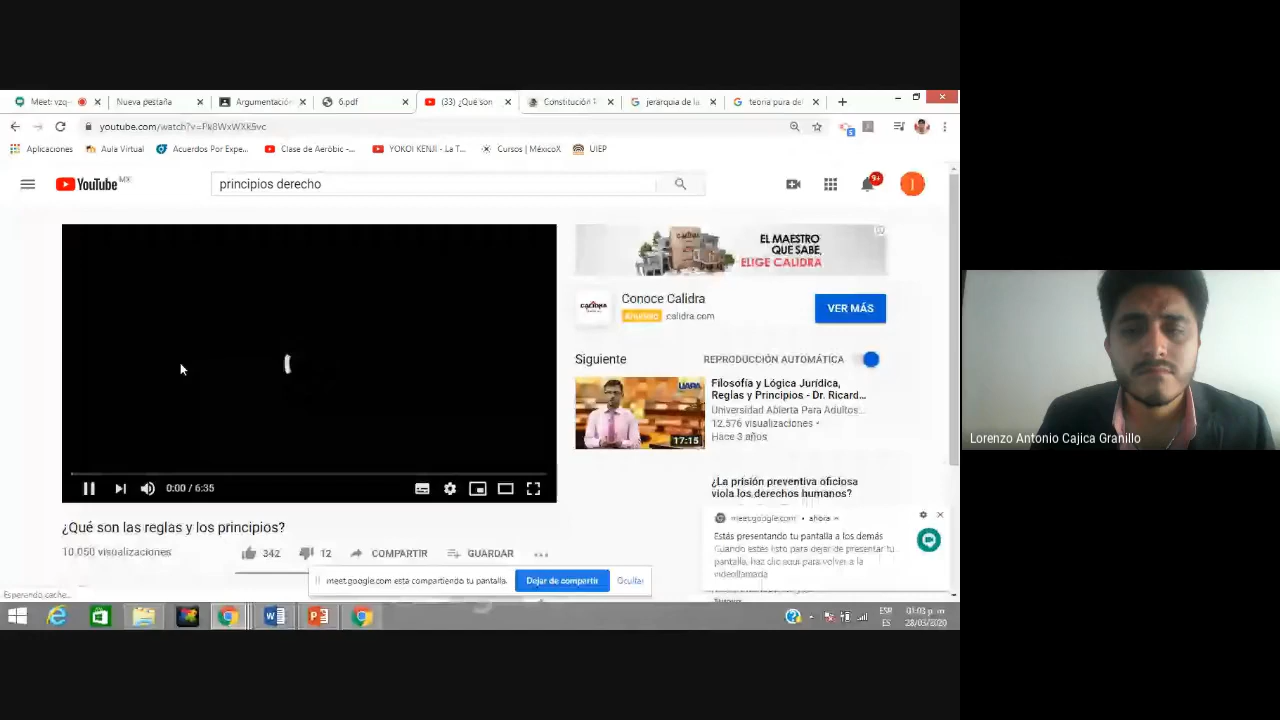 Meet: vzq-
Nueva pestaña
Argumentación
6.pdf
(33) ¿Qué son
Constitución
jerarquia de la
teoria pura del
youtube.com/watch?v=Pk8WxWXk5vc
Aplicaciones
Aula Virtual
Acuerdos Por Expe...
Clase de Aeróbic -...
YOKOI KENJI - La T...
Cursos | MéxicoX
UIEP
YouTube MX
principios derecho
9+
I
EL MAESTRO
QUE SABE,
ELIGE CALIDRA
CALIDRA
Conoce Calidra
Anuncio calidra.com
VER MÁS
Siguiente
REPRODUCCIÓN AUTOMÁTICA
UAPA
17:15
Filosofía y Lógica Jurídica,
Reglas y Principios - Dr. Ricard...
Universidad Abierta Para Adultos...
12.576 visualizaciones •
Hace 3 años
0:00 / 6:35
¿Qué son las reglas y los principios?
10.050 visualizaciones
342
12
COMPARTIR
GUARDAR
¿La prisión preventiva oficiosa
viola los derechos humanos?
meet.google.com • ahora
Estás presentando tu pantalla a los demás
Cuando estés listo para dejar de presentar tu
pantalla, haz clic aquí para volver a la
videollamada
meet.google.com está compartiendo tu pantalla.
Dejar de compartir
Ocultar
Esperando caché...
ESP
ES
01:03 p. m.
28/05/2020
Lorenzo Antonio Cajica Granillo